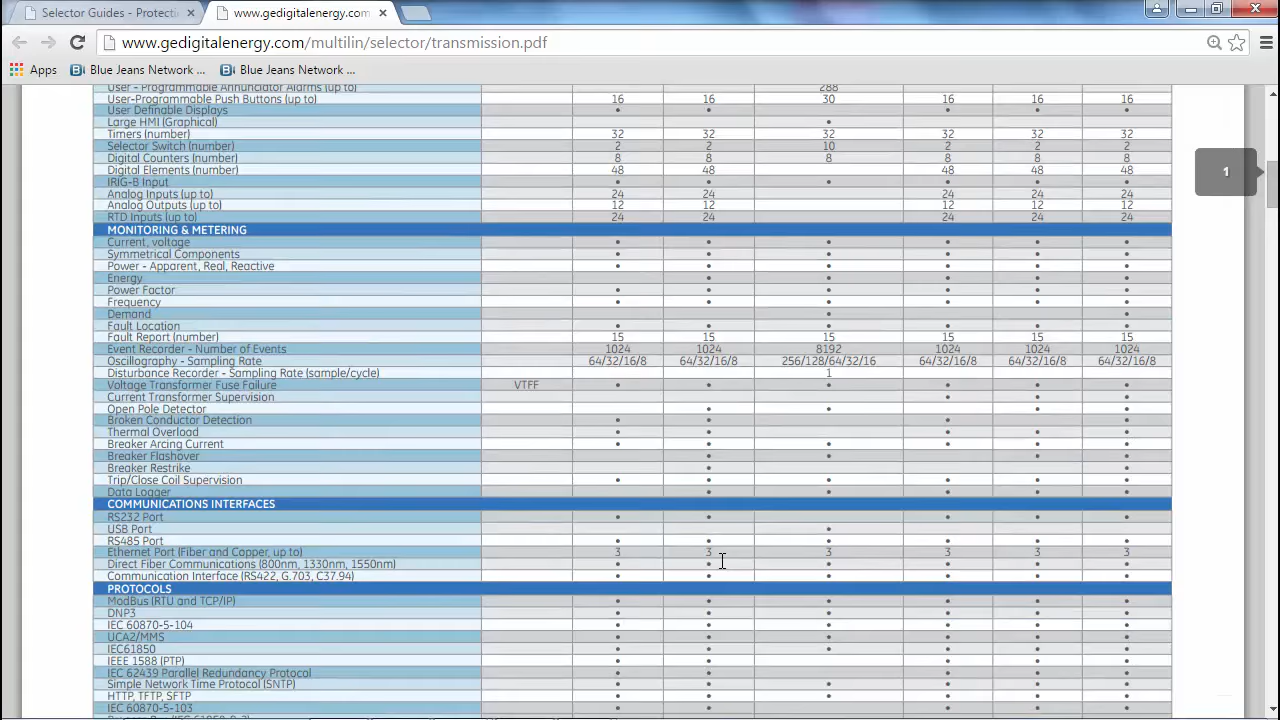 Selector Guides - Protecti × www.gedigitalenergy.com/ ×
www.gedigitalenergy.com/multilin/selector/transmission.pdf
Apps Blue Jeans Network ... Blue Jeans Network ...
User - Programmable Annunciator Alarms (up to) 288
User-Programmable Push Buttons (up to) 16 16 30 16 16 16
User Definable Displays • • • • •
Large HMI (Graphical) •
Timers (number) 32 32 32 32 32 32
Selector Switch (number) 2 2 10 2 2 2
Digital Counters (number) 8 8 8 8 8 8
Digital Elements (number) 48 48 48 48 48
IRIG-B Input • • • • • •
Analog Inputs (up to) 24 24 24 24 24
Analog Outputs (up to) 12 12 12 12 12
RTD Inputs (up to) 24 24 24 24 24
1
MONITORING & METERING
Current, voltage • • • • • •
Symmetrical Components • • • • • •
Power - Apparent, Real, Reactive • • • • • •
Energy • • • • •
Power Factor • • • • • •
Frequency • • • • • •
Demand • •
Fault Location • • • • • •
Fault Report (number) 15 15 15 15 15 15
Event Recorder - Number of Events 1024 1024 8192 1024 1024 1024
Oscillography - Sampling Rate 64/32/16/8 64/32/16/8 256/128/64/32/16 64/32/16/8 64/32/16/8 64/32/16/8
Disturbance Recorder - Sampling Rate (sample/cycle) 1
Voltage Transformer Fuse Failure VTFF • • • • • •
Current Transformer Supervision • • •
Open Pole Detector • • • •
Broken Conductor Detection • • • • •
Thermal Overload • • • • •
Breaker Arcing Current • • • • • •
Breaker Flashover • • • •
Breaker Restrike • •
Trip/Close Coil Supervision • • • • • •
Data Logger • • • • •
COMMUNICATIONS INTERFACES
RS232 Port • • • • •
USB Port •
RS485 Port • • • • • •
Ethernet Port (Fiber and Copper, up to) 3 3 3 3 3 3
Direct Fiber Communications (800nm, 1330nm, 1550nm) • • • • • •
Communication Interface (RS422, G.703, C37.94) • • • • • •
PROTOCOLS
ModBus (RTU and TCP/IP) • • • • • •
DNP3 • • • • • •
IEC 60870-5-104 • • • • • •
UCA2/MMS • • • • • •
IEC61850 • • • • • •
IEEE 1588 (PTP) • • • • •
IEC 62439 Parallel Redundancy Protocol • • • • •
Simple Network Time Protocol (SNTP) • • • • • •
HTTP, TFTP, SFTP • • • • •
IEC 60870-5-103 • • • • •